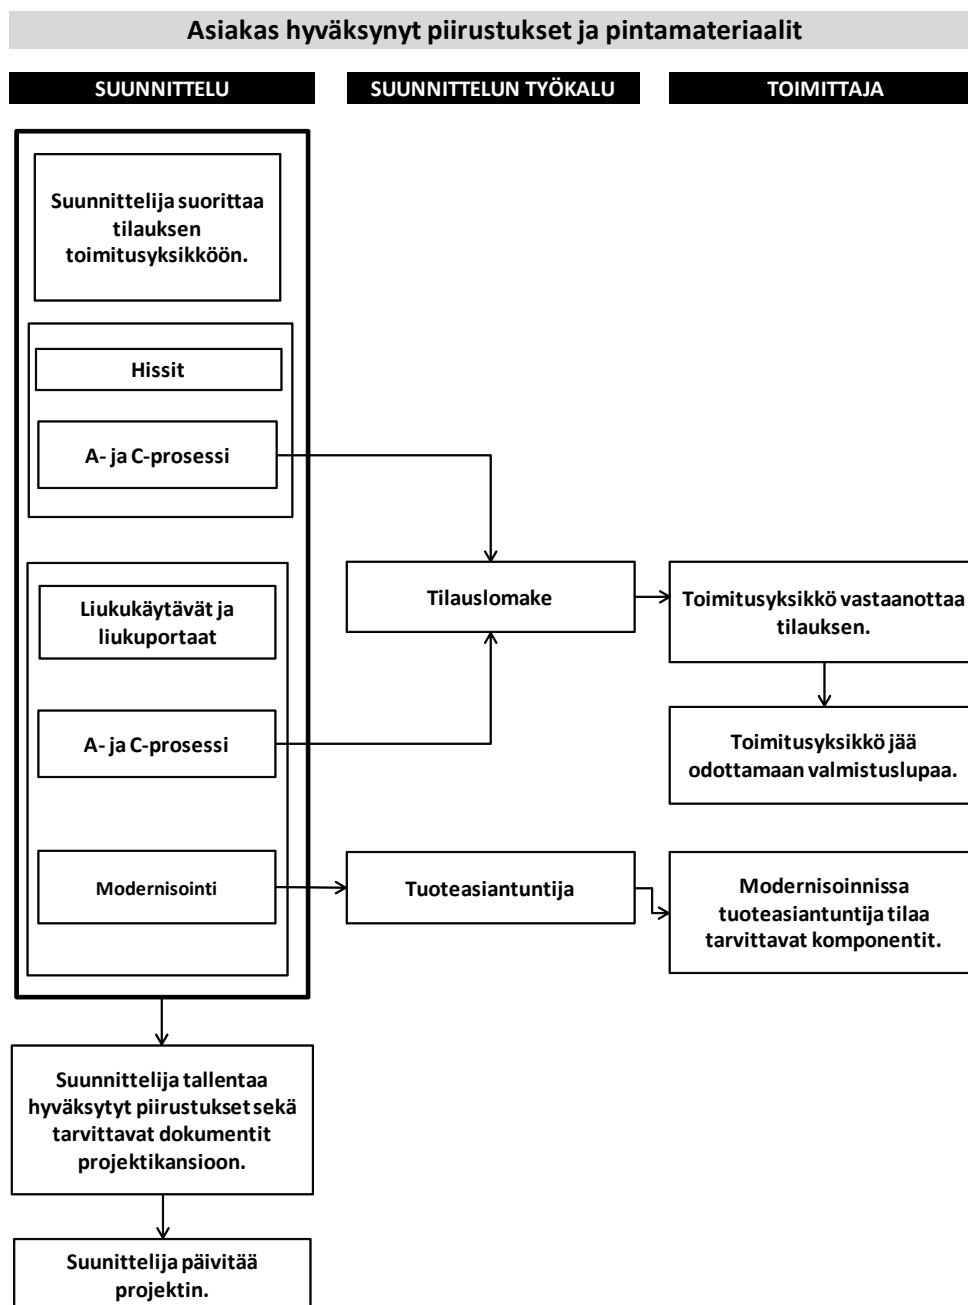 Asiakas hyväksynyt piirustukset ja pintamateriaalit
SUUNNITTELU
SUUNNITTELUN TYÖKALU
TOIMITTAJA
Suunnittelija suorittaa
tilauksen
toimitusyksikköön.
Hissit
A- ja C-prosessi
Liukukäytävät ja
liukuportaat
A- ja C-prosessi
Modernisointi
Tilauslomake
Toimitusyksikkö vastaanottaa
tilauksen.
Toimitusyksikkö jää
odottamaan valmistuslupaa.
Tuoteasiantuntija
Modernisoinnissa
tuoteasiantuntija tilaa
tarvittavat komponentit.
Suunnittelija tallentaa
hyväksytyt piirustukset sekä
tarvittavat dokumentit
projektikansioon.
Suunittelija päivitää
projektin.